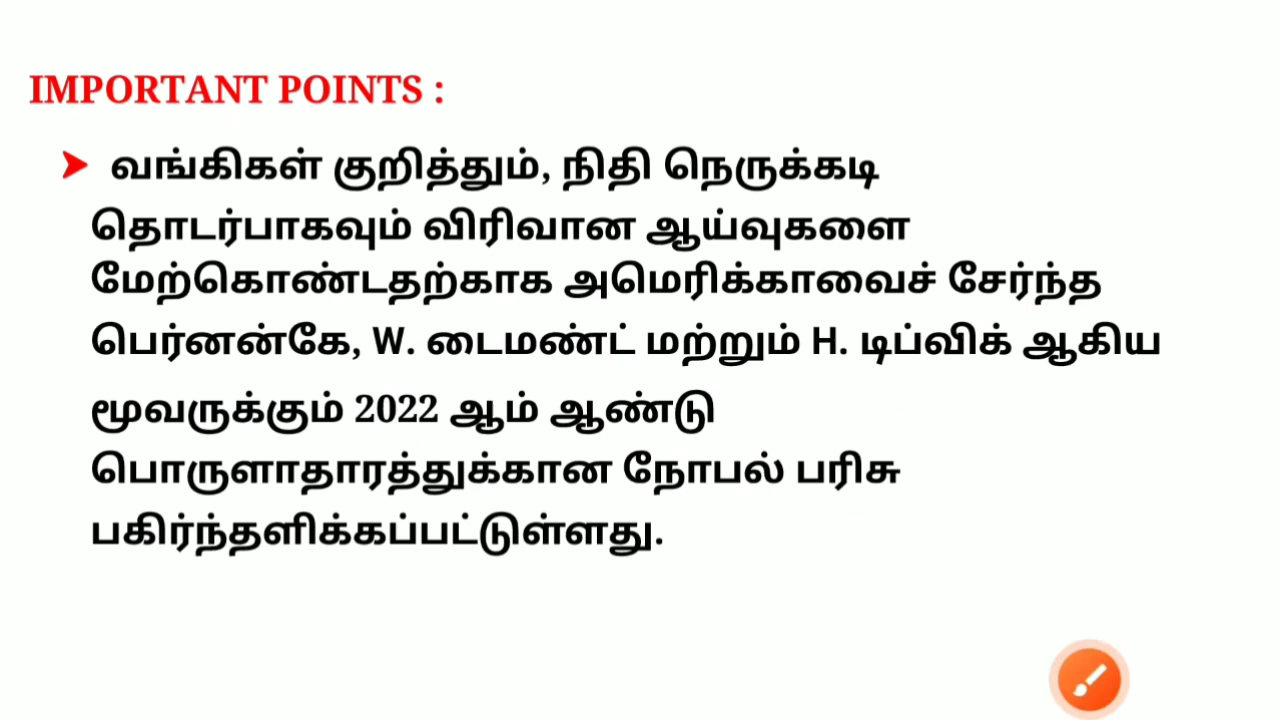 IMPORTANT POINTS :
➤ வங்கிகள் குறித்தும், நிதி நெருக்கடி
தொடர்பாகவும் விரிவான ஆய்வுகளை
மேற்கொண்டதற்காக அமெரிக்காவைச் சேர்ந்த
பெர்னன்கே, W. டைமண்ட் மற்றும் H. டிப்விக் ஆகிய
மூவருக்கும் 2022 ஆம் ஆண்டு
பொருளாதாரத்துக்கான நோபல் பரிசு
பகிர்ந்தளிக்கப்பட்டுள்ளது.